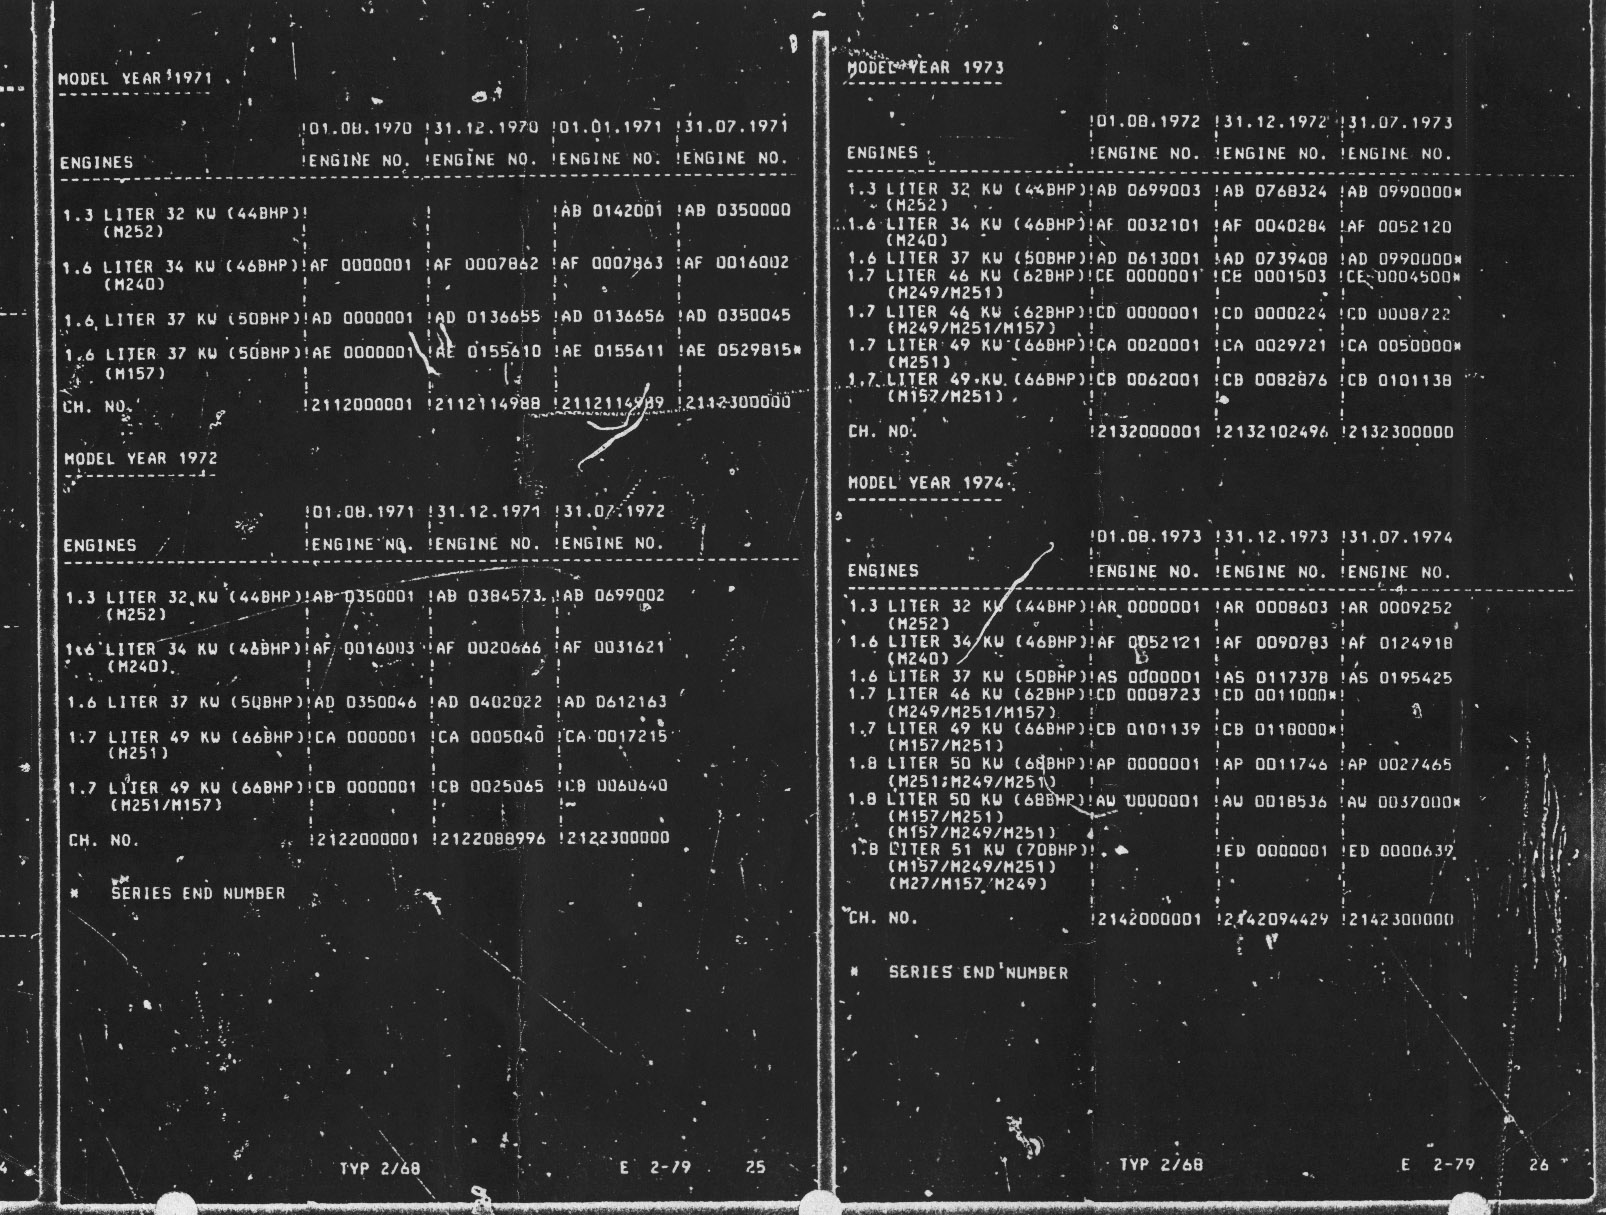 MODEL YEAR 1971
!01.08.1970 !31.12.1970 !01.01.1971 !31.07.1971
ENGINES !ENGINE NO. !ENGINE NO. !ENGINE NO. !ENGINE NO.
1.3 LITER 32 KW (44BHP)! ! !AB 0142001 !AB 0350000
(M252)
1.6 LITER 34 KW (46BHP)!AF 0000001 !AF 0007862 !AF 0007863 !AF 0016002
(M240)
1.6 LITER 37 KW (50BHP)!AD 0000001 !AD 0136655 !AD 0136656 !AD 0350045
1.6 LITER 37 KW (50BHP)!AE 0000001 !AE 0155610 !AE 0155611 !AE 0529815*
(M157)
CH. NO. !2112000001 !2112114988 !2112114989 !2112300000
MODEL YEAR 1972
!01.08.1971 !31.12.1971 !31.07.1972
ENGINES !ENGINE NO. !ENGINE NO. !ENGINE NO.
1.3 LITER 32 KW (44BHP)!AB 0350001 !AB 0384573 !AB 0699002
(M252)
1.6 LITER 34 KW (46BHP)!AF 0016003 !AF 0020666 !AF 0031621
(M240)
1.6 LITER 37 KW (50BHP)!AD 0350046 !AD 0402022 !AD 0612163
1.7 LITER 49 KW (66BHP)!CA 0000001 !CA 0005040 !CA 0017215
(M251)
1.7 LITER 49 KW (66BHP)!CB 0000001 !CB 0025065 !CB 0060640
(M251/M157)
CH. NO. !2122000001 !2122088996 !2122300000
* SERIES END NUMBER
TYP 2/68 E 2-79 25
MODEL YEAR 1973
!01.08.1972 !31.12.1972 !31.07.1973
ENGINES !ENGINE NO. !ENGINE NO. !ENGINE NO.
1.3 LITER 32 KW (44BHP)!AB 0699003 !AB 0768324 !AB 0990000*
(M252)
1.6 LITER 34 KW (46BHP)!AF 0032101 !AF 0040284 !AF 0052120
(M240)
1.6 LITER 37 KW (50BHP)!AD 0613001 !AD 0739408 !AD 0990000*
1.7 LITER 46 KW (62BHP)!CE 0000001 !CE 0001503 !CE 0004500*
(M249/M251)
1.7 LITER 46 KW (62BHP)!CD 0000001 !CD 0000224 !CD 0008722
(M249/M251/M157)
1.7 LITER 49 KW (66BHP)!CA 0020001 !CA 0029721 !CA 0050000*
(M251)
1.7 LITER 49 KW (66BHP)!CB 0062001 !CB 0082876 !CB 0101138
(M157/M251)
CH. NO. !2132000001 !2132102496 !2132300000
MODEL YEAR 1974
!01.08.1973 !31.12.1973 !31.07.1974
ENGINES !ENGINE NO. !ENGINE NO. !ENGINE NO.
1.3 LITER 32 KW (44BHP)!AR 0000001 !AR 0008603 !AR 0009252
(M252)
1.6 LITER 34 KW (46BHP)!AF 0052121 !AF 0090783 !AF 0124918
(M240)
1.6 LITER 37 KW (50BHP)!AS 0000001 !AS 0117378 !AS 0195425
1.7 LITER 46 KW (62BHP)!CD 0008723 !CD 0011000*!
(M249/M251/M157)
1.7 LITER 49 KW (66BHP)!CB 0101139 !CB 0118000*!
(M157/M251)
1.8 LITER 50 KW (68BHP)!AP 0000001 !AP 0011746 !AP 0027465
(M251;M249/M251)
1.8 LITER 50 KW (68BHP)!AW 0000001 !AW 0018536 !AW 0037000*
(M157/M251)
(M157/M249/M251)
1.8 LITER 51 KW (70BHP)! !ED 0000001 !ED 0000639
(M157/M249/M251)
(M27/M157/M249)
CH. NO. !2142000001 !2142094429 !2142300000
* SERIES END NUMBER
TYP 2/68 E 2-79 26